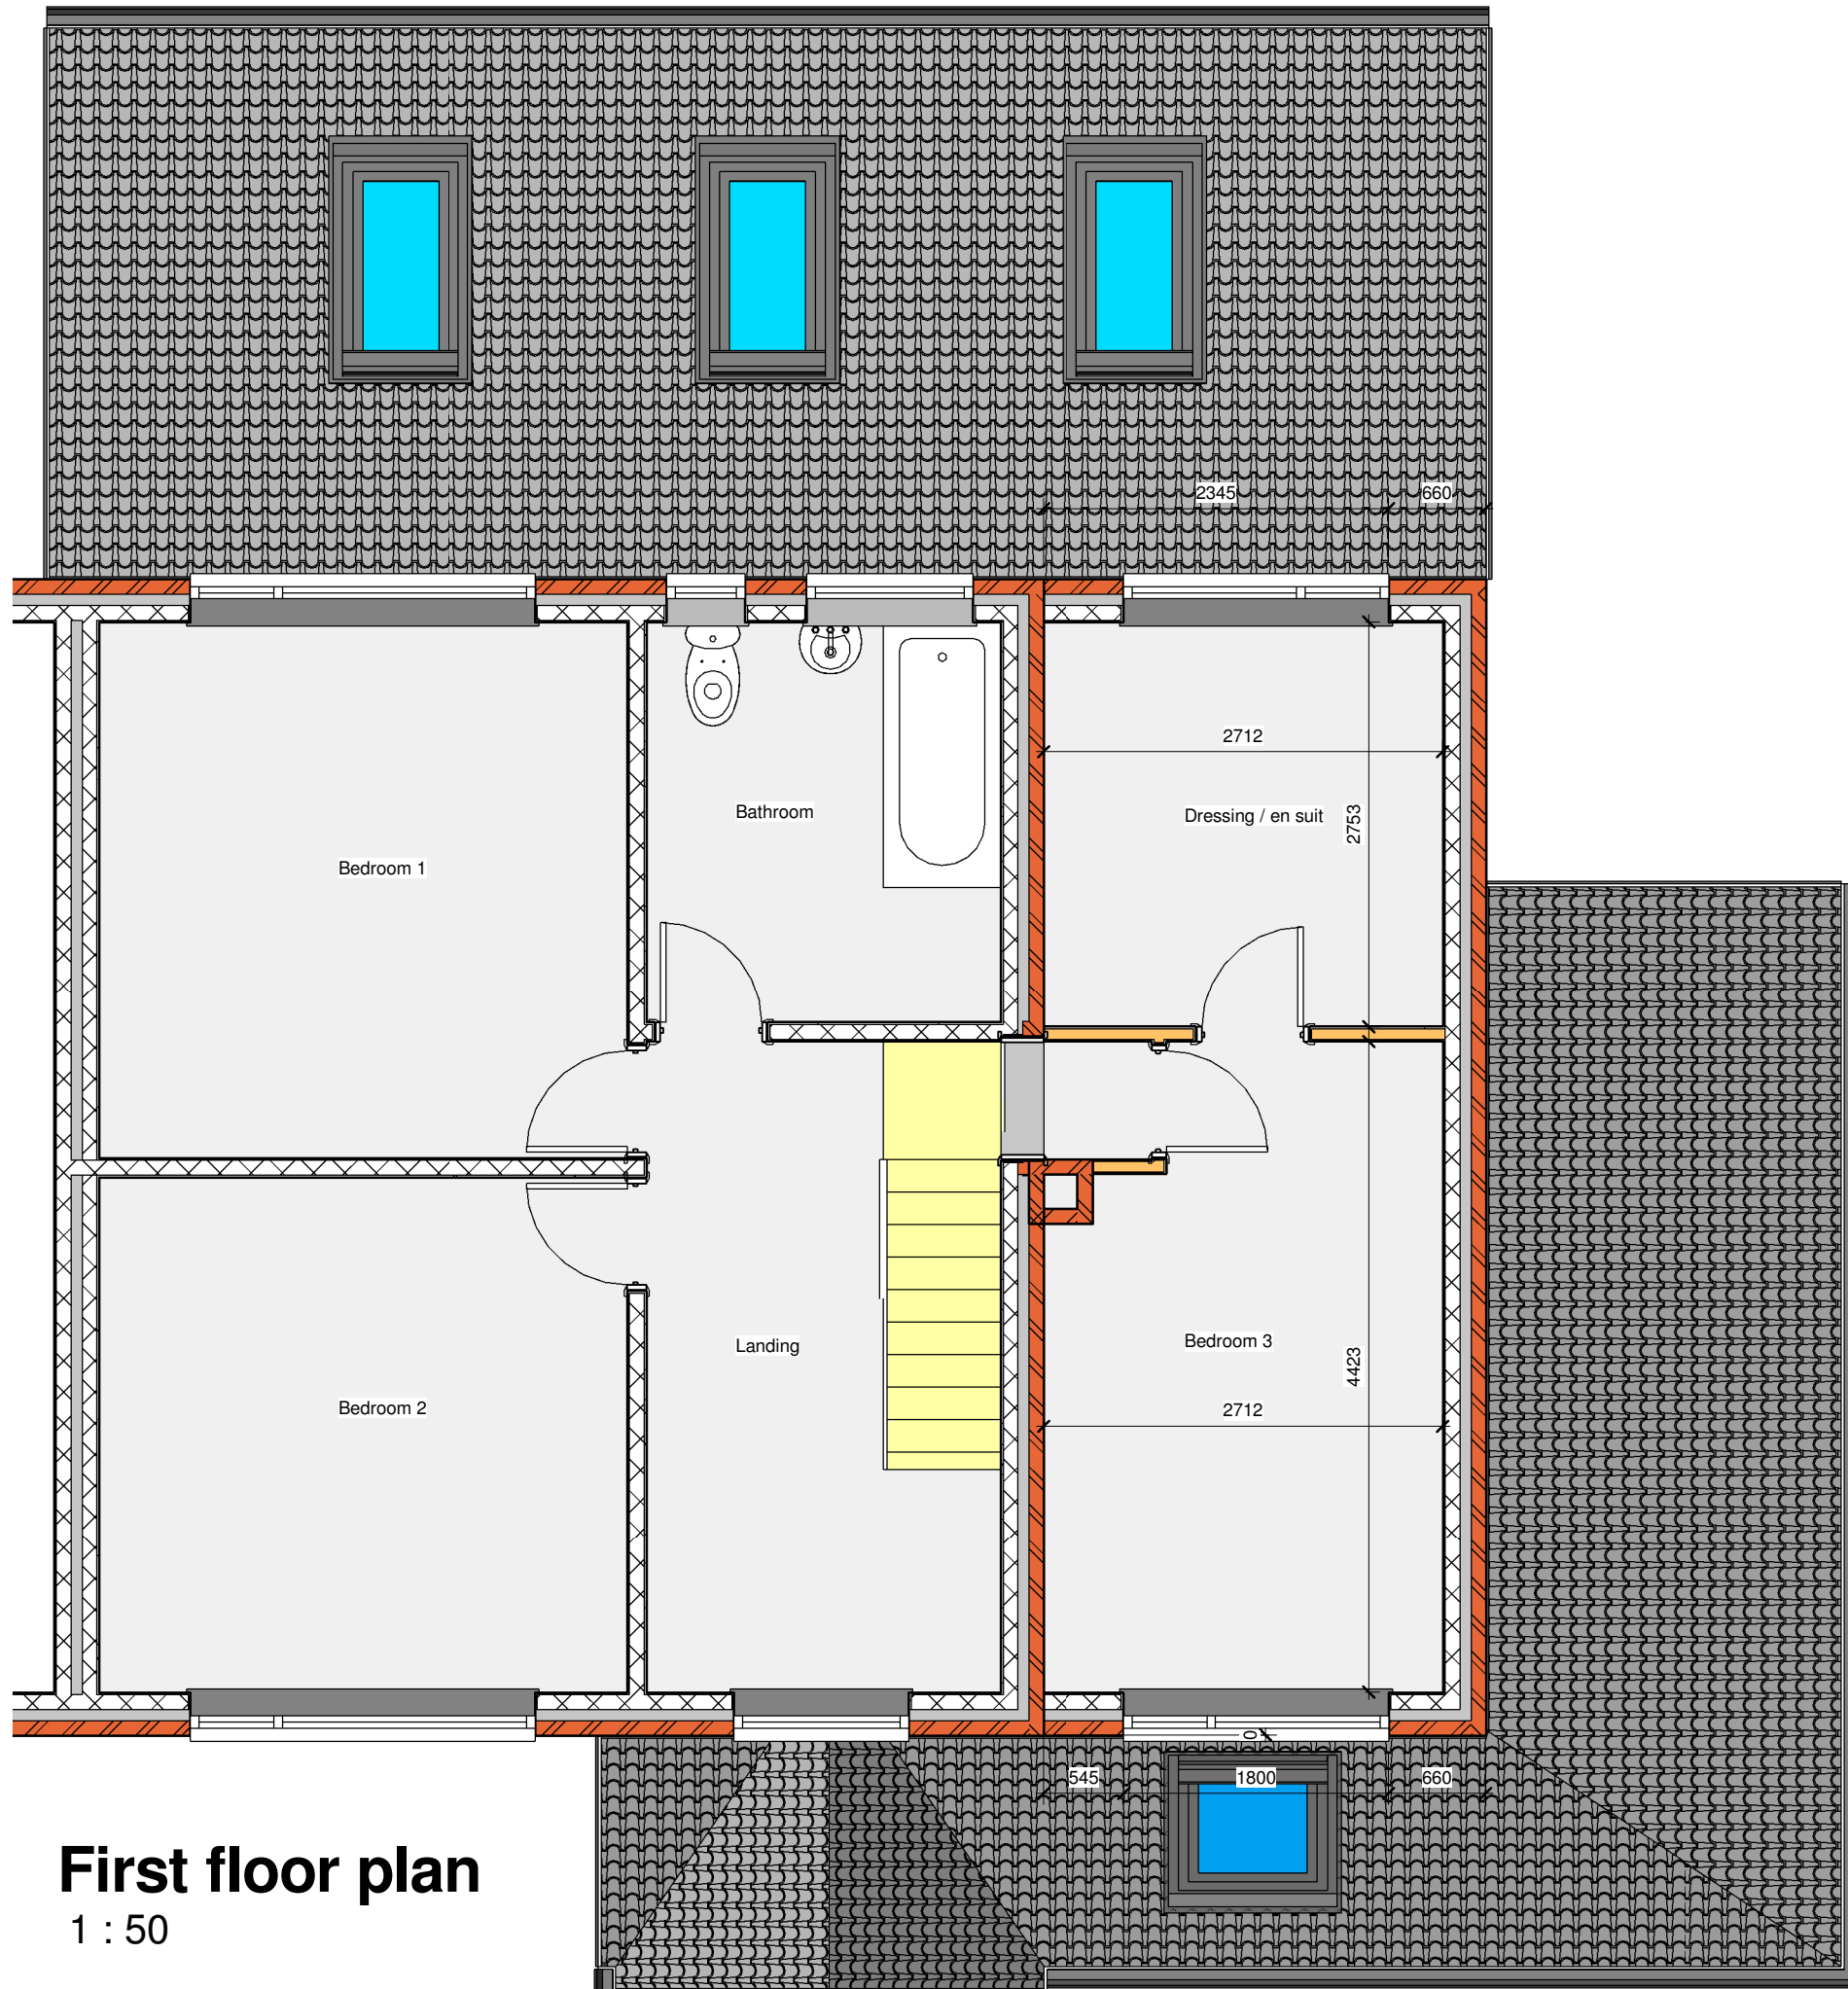 2345
660
2712
Bathroom
Dressing / en suit
2753
Bedroom 1
Landing
Bedroom 3
4423
Bedroom 2
2712
0
545
1800
660
First floor plan
1 : 50